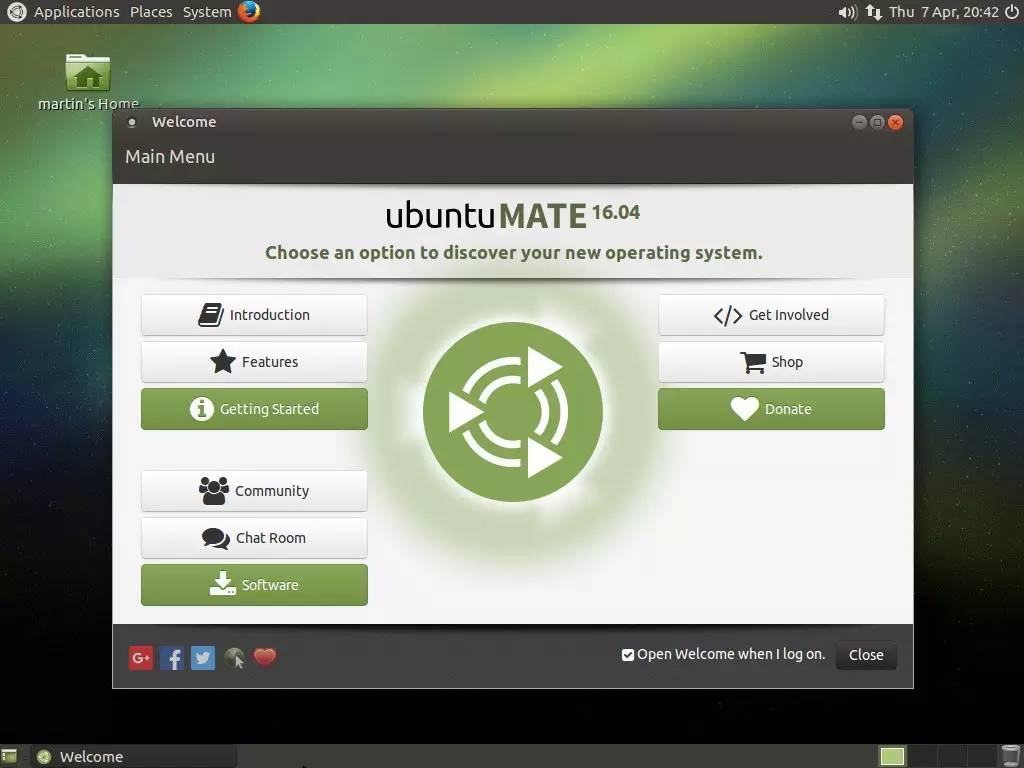 Applications Places System Thu 7 Apr, 20:42
martin's Home
Welcome
Main Menu
ubuntu MATE 16.04
Choose an option to discover your new operating system.
Introduction
Features
Getting Started
Community
Chat Room
Software
Get Involved
Shop
Donate
G+ f
Open Welcome when I log on. Close
Welcome